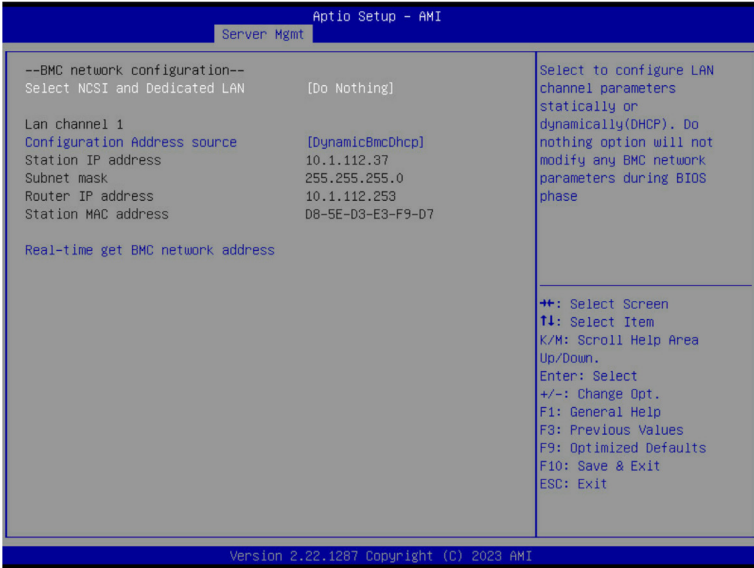 Aptio Setup - AMI
Server Mgmt
--BMC network configuration--
Select NCSI and Dedicated LAN [Do Nothing]
Lan channel 1
Configuration Address source [DynamicBmcDhcp]
Station IP address 10.1.112.37
Subnet mask 255.255.255.0
Router IP address 10.1.112.253
Station MAC address D8-5E-D3-E3-F9-D7
Real-time get BMC network address
Select to configure LAN
channel parameters
statically or
dynamically(DHCP). Do
nothing option will not
modify any BMC network
parameters during BIOS
phase
→←: Select Screen
↑↓: Select Item
K/M: Scroll Help Area
Up/Down.
Enter: Select
+/-: Change Opt.
F1: General Help
F3: Previous Values
F9: Optimized Defaults
F10: Save & Exit
ESC: Exit
Version 2.22.1287 Copyright (C) 2023 AMI